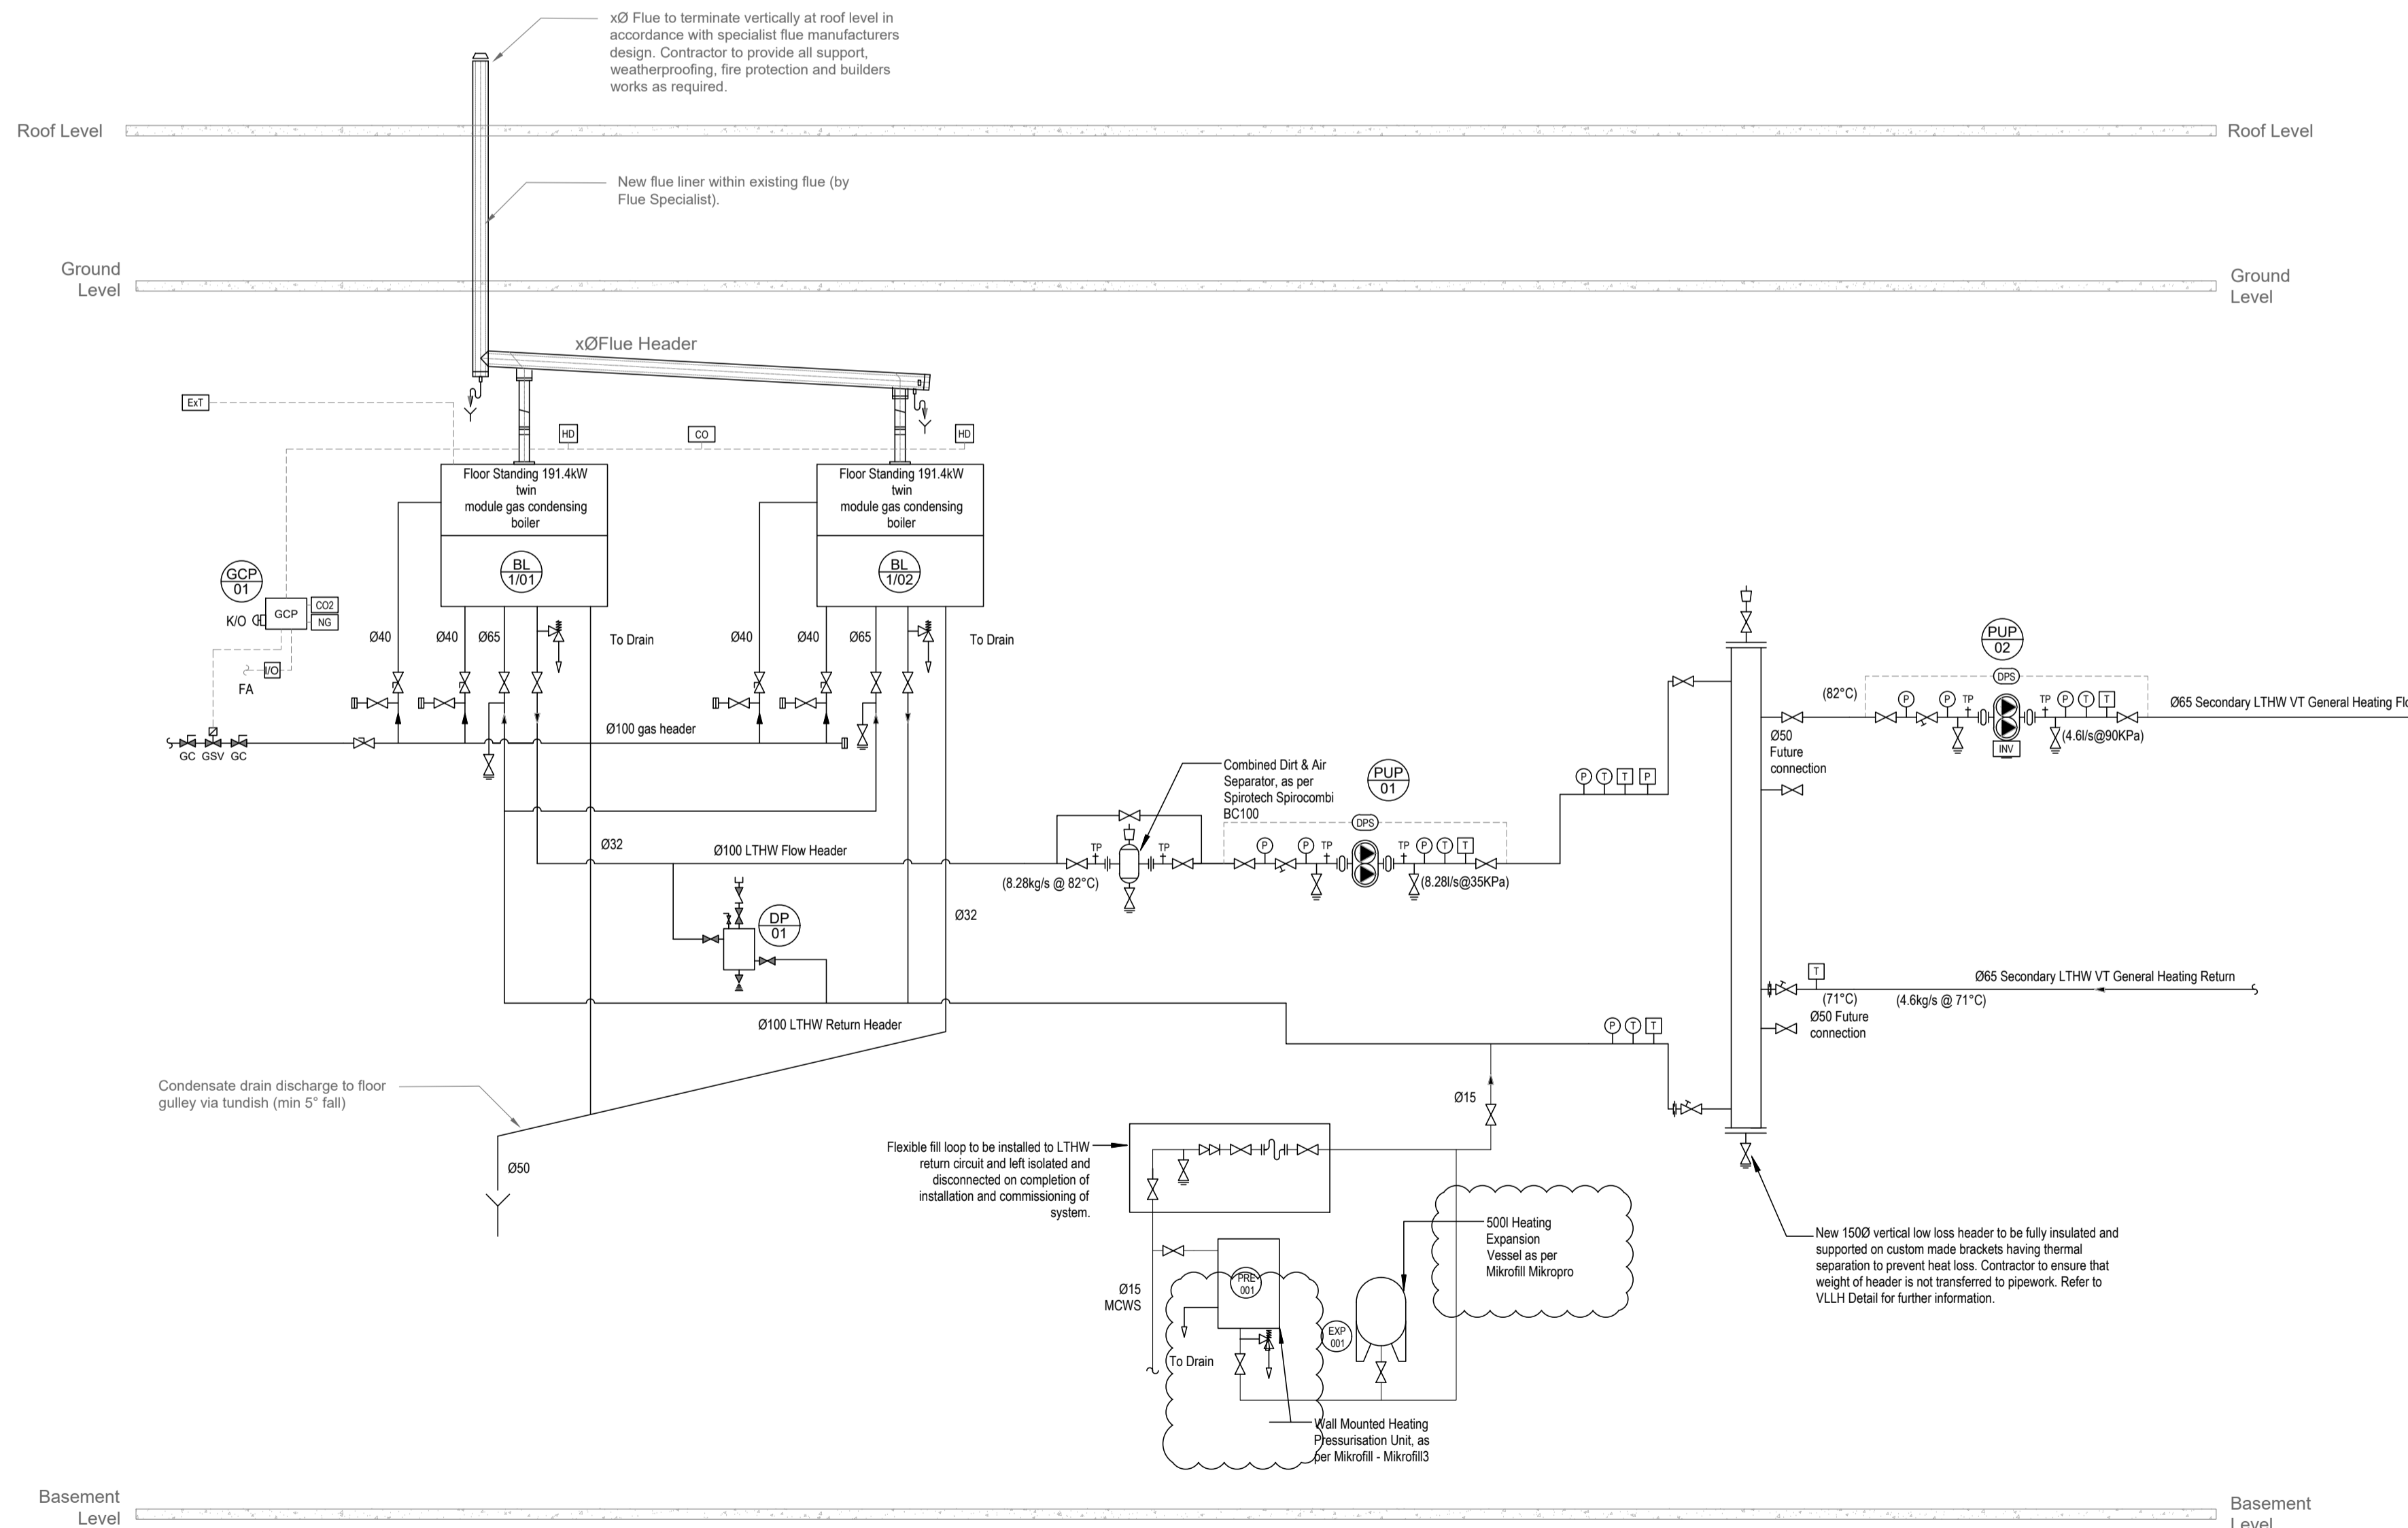 xØ Flue to terminate vertically at roof level in
accordance with specialist flue manufacturers
design. Contractor to provide all support,
weatherproofing, fire protection and builders
works as required.
Roof Level
Roof Level
New flue liner within existing flue (by
Flue Specialist).
Ground
Level
Ground
Level
xØFlue Header
ExT
HD
CO
HD
Floor Standing 191.4kW
twin
module gas condensing
boiler
Floor Standing 191.4kW
twin
module gas condensing
boiler
BL
1/01
BL
1/02
GCP
01
GCP
CO2
NG
K/O
I/O
FA
Ø40
Ø40
Ø65
To Drain
Ø40
Ø40
Ø65
To Drain
GC
GSV
GC
Ø100 gas header
PUP
02
DPS
(82°C)
P
P
TP
TP
P
T
T
INV
(4.6l/s@90KPa)
Ø65 Secondary LTHW VT General Heating Flo
Ø50
Future
connection
Combined Dirt & Air
Separator, as per
Spirotech Spirocombi
BC100
PUP
01
DPS
P
T
T
P
Ø32
Ø100 LTHW Flow Header
TP
TP
P
P
TP
TP
P
T
T
(8.28kg/s @ 82°C)
(8.28l/s@35KPa)
DP
01
Ø32
T
Ø65 Secondary LTHW VT General Heating Return
(71°C)
(4.6kg/s @ 71°C)
Ø50 Future
connection
Ø100 LTHW Return Header
P
T
T
Condensate drain discharge to floor
gulley via tundish (min 5° fall)
Ø15
Ø50
Flexible fill loop to be installed to LTHW
return circuit and left isolated and
disconnected on completion of
installation and commissioning of
system.
500l Heating
Expansion
Vessel as per
Mikrofill Mikropro
New 150Ø vertical low loss header to be fully insulated and
supported on custom made brackets having thermal
separation to prevent heat loss. Contractor to ensure that
weight of header is not transferred to pipework. Refer to
VLLH Detail for further information.
PRE
001
Ø15
MCWS
EXP
001
To Drain
Wall Mounted Heating
Pressurisation Unit, as
per Mikrofill - Mikrofill3
Basement
Level
Basement
Level